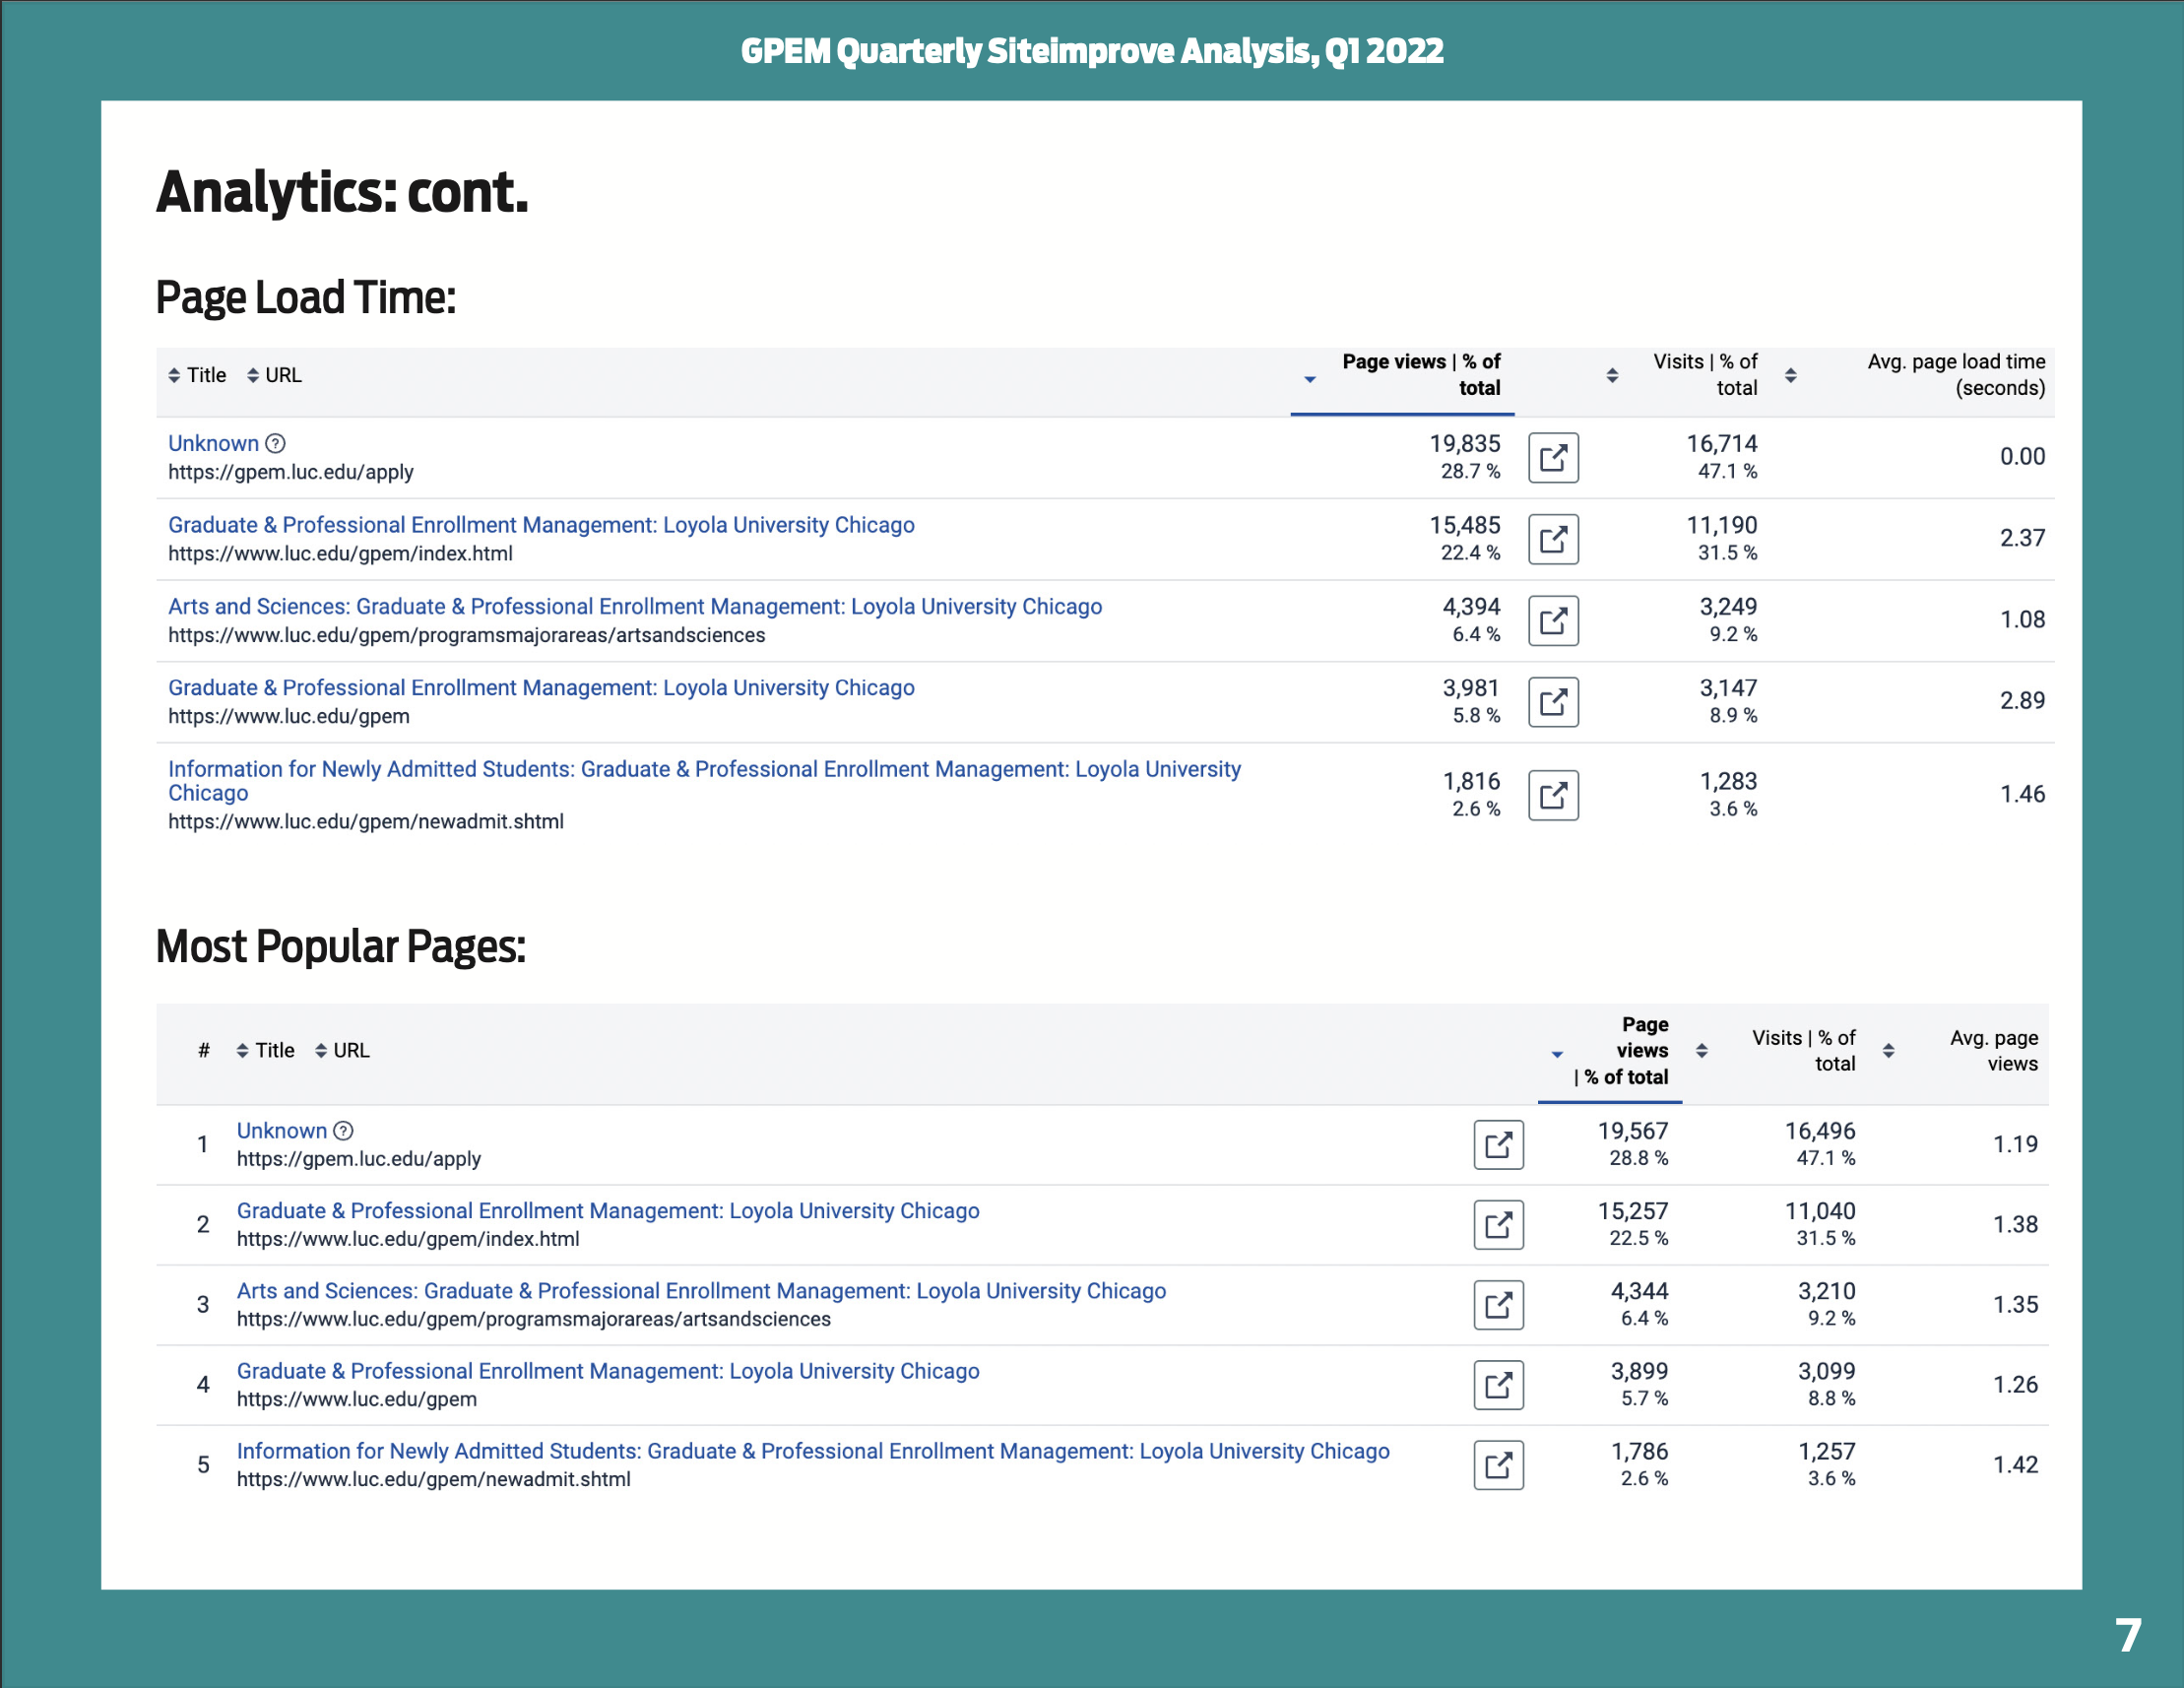 GPEM Quarterly Siteimprove Analysis, Q1 2022
Analytics: cont.
Page Load Time:
Title URL Page views | % of total Visits | % of total Avg. page load time (seconds)
Unknown
https://gpem.luc.edu/apply
19,835 16,714 0.00
28.7 % 47.1 %
Graduate & Professional Enrollment Management: Loyola University Chicago
https://www.luc.edu/gpem/index.html
15,485 11,190 2.37
22.4 % 31.5 %
Arts and Sciences: Graduate & Professional Enrollment Management: Loyola University Chicago
https://www.luc.edu/gpem/programsmajorareas/artsandsciences
4,394 3,249 1.08
6.4 % 9.2 %
Graduate & Professional Enrollment Management: Loyola University Chicago
https://www.luc.edu/gpem
3,981 3,147 2.89
5.8 % 8.9 %
Information for Newly Admitted Students: Graduate & Professional Enrollment Management: Loyola University
Chicago
https://www.luc.edu/gpem/newadmit.shtml
1,816 1,283 1.46
2.6 % 3.6 %
Most Popular Pages:
# Title URL Page views | % of total Visits | % of total Avg. page views
1 Unknown
https://gpem.luc.edu/apply
19,567 16,496 1.19
28.8 % 47.1 %
2 Graduate & Professional Enrollment Management: Loyola University Chicago
https://www.luc.edu/gpem/index.html
15,257 11,040 1.38
22.5 % 31.5 %
3 Arts and Sciences: Graduate & Professional Enrollment Management: Loyola University Chicago
https://www.luc.edu/gpem/programsmajorareas/artsandsciences
4,344 3,210 1.35
6.4 % 9.2 %
4 Graduate & Professional Enrollment Management: Loyola University Chicago
https://www.luc.edu/gpem
3,899 3,099 1.26
5.7 % 8.8 %
5 Information for Newly Admitted Students: Graduate & Professional Enrollment Management: Loyola University Chicago
https://www.luc.edu/gpem/newadmit.shtml
1,786 1,257 1.42
2.6 % 3.6 %
7